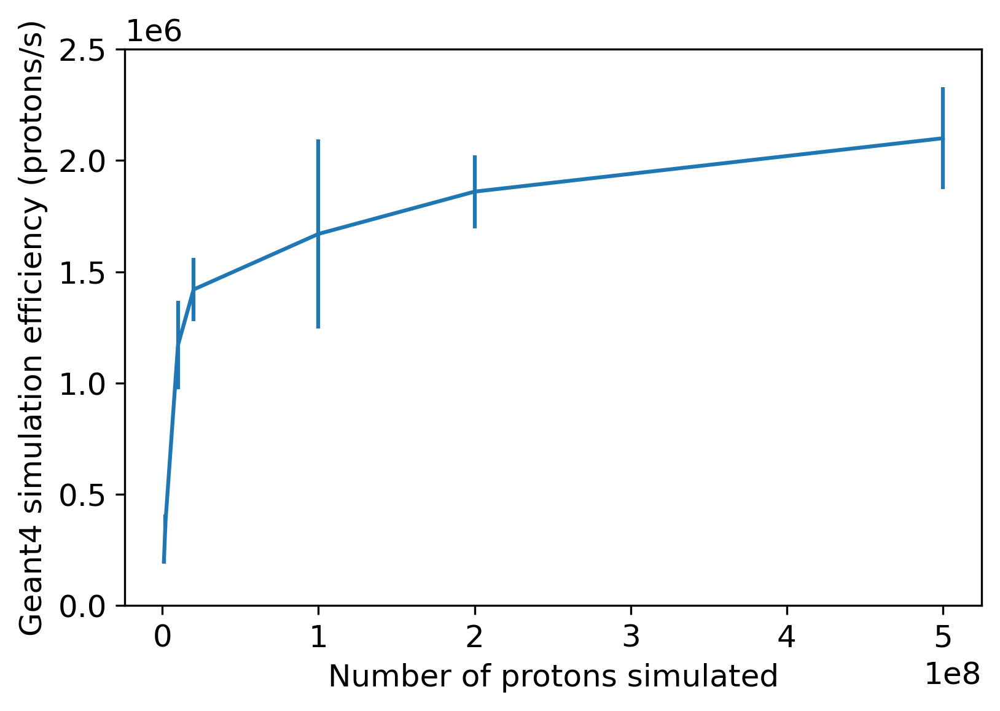 1e6
Geant4 simulation efficiency (protons/s)
2.5
2.0
1.5
1.0
0.5
0.0
0 1 2 3 4 5
Number of protons simulated
1e8